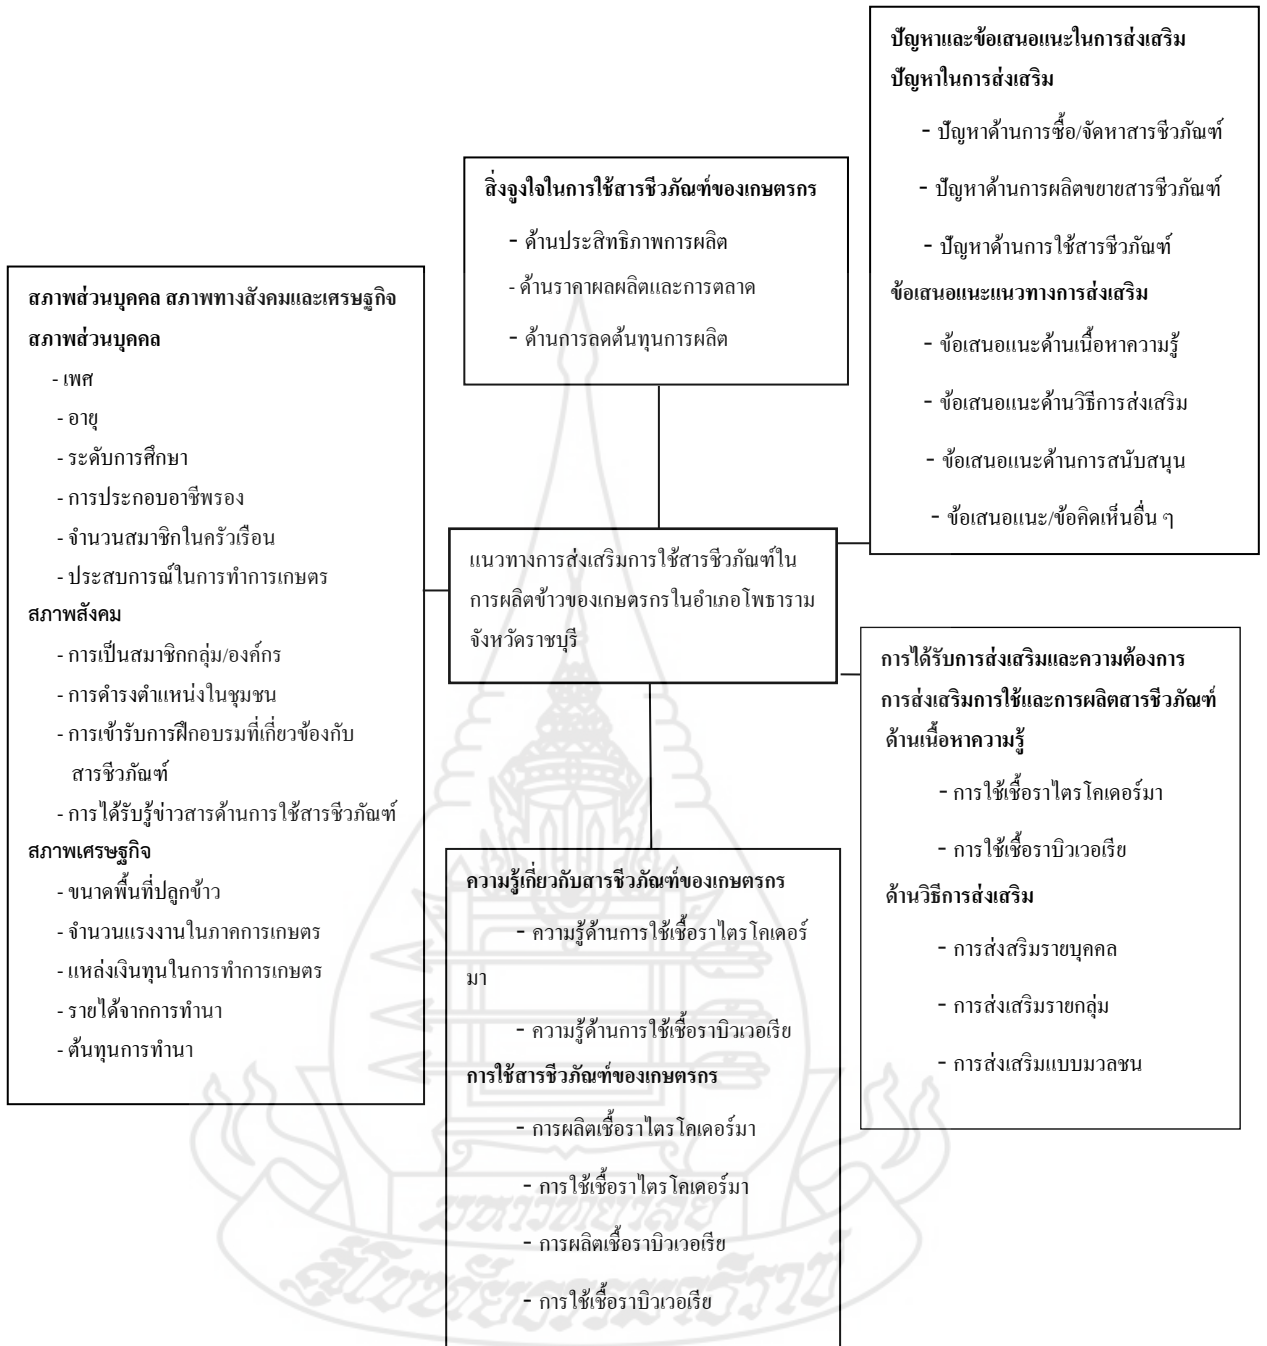 ปัญหาและข้อเสนอแนะในการส่งเสริม
ปัญหาในการส่งเสริม
- ปัญหาด้านการซื้อ/จัดหาสารชีวภัณฑ์
- ปัญหาด้านการผลิตขยายสารชีวภัณฑ์
- ปัญหาด้านการใช้สารชีวภัณฑ์
ข้อเสนอแนะแนวทางการส่งเสริม
- ข้อเสนอแนะด้านเนื้อหาความรู้
- ข้อเสนอแนะด้านวิธีการส่งเสริม
- ข้อเสนอแนะด้านการสนับสนุน
- ข้อเสนอแนะ/ข้อคิดเห็นอื่น ๆ
สิ่งจูงใจในการใช้สารชีวภัณฑ์ของเกษตรกร
- ด้านประสิทธิภาพการผลิต
- ด้านราคาผลผลิตและการตลาด
- ด้านการลดต้นทุนการผลิต
สภาพส่วนบุคคล สภาพทางสังคมและเศรษฐกิจ
สภาพส่วนบุคคล
- เพศ
- อายุ
- ระดับการศึกษา
- การประกอบอาชีพรอง
- จำนวนสมาชิกในครัวเรือน
- ประสบการณ์ในการทำการเกษตร
สภาพสังคม
- การเป็นสมาชิกกลุ่ม/องค์กร
- การดำรงตำแหน่งในชุมชน
- การเข้ารับการฝึกอบรมที่เกี่ยวข้องกับ
สารชีวภัณฑ์
- การได้รับรู้ข่าวสารด้านการใช้สารชีวภัณฑ์
สภาพเศรษฐกิจ
- ขนาดพื้นที่ปลูกข้าว
- จำนวนแรงงานในภาคการเกษตร
- แหล่งเงินทุนในการทำการเกษตร
- รายได้จากการทำนา
- ต้นทุนการทำนา
แนวทางการส่งเสริมการใช้สารชีวภัณฑ์ใน
การผลิตข้าวของเกษตรกรในอำเภอโพธาราม
จังหวัดราชบุรี
การได้รับการส่งเสริมและความต้องการ
การส่งเสริมการใช้และการผลิตสารชีวภัณฑ์
ด้านเนื้อหาความรู้
- การใช้เชื้อราไตรโคเดอร์มา
- การใช้เชื้อราบิวเวอเรีย
ด้านวิธีการส่งเสริม
- การส่งสริมรายบุคคล
- การส่งเสริมรายกลุ่ม
- การส่งเสริมแบบมวลชน
ความรู้เกี่ยวกับสารชีวภัณฑ์ของเกษตรกร
- ความรู้ด้านการใช้เชื้อราไตรโคเดอร์
มา
- ความรู้ด้านการใช้เชื้อราบิวเวอเรีย
การใช้สารชีวภัณฑ์ของเกษตรกร
- การผลิตเชื้อราไตรโคเดอร์มา
- การใช้เชื้อราไตรโคเดอร์มา
- การผลิตเชื้อราบิวเวอเรีย
- การใช้เชื้อราบิวเวอเรีย
มหาวิทยาลัย
สุโขทัยธรรมาธิราช